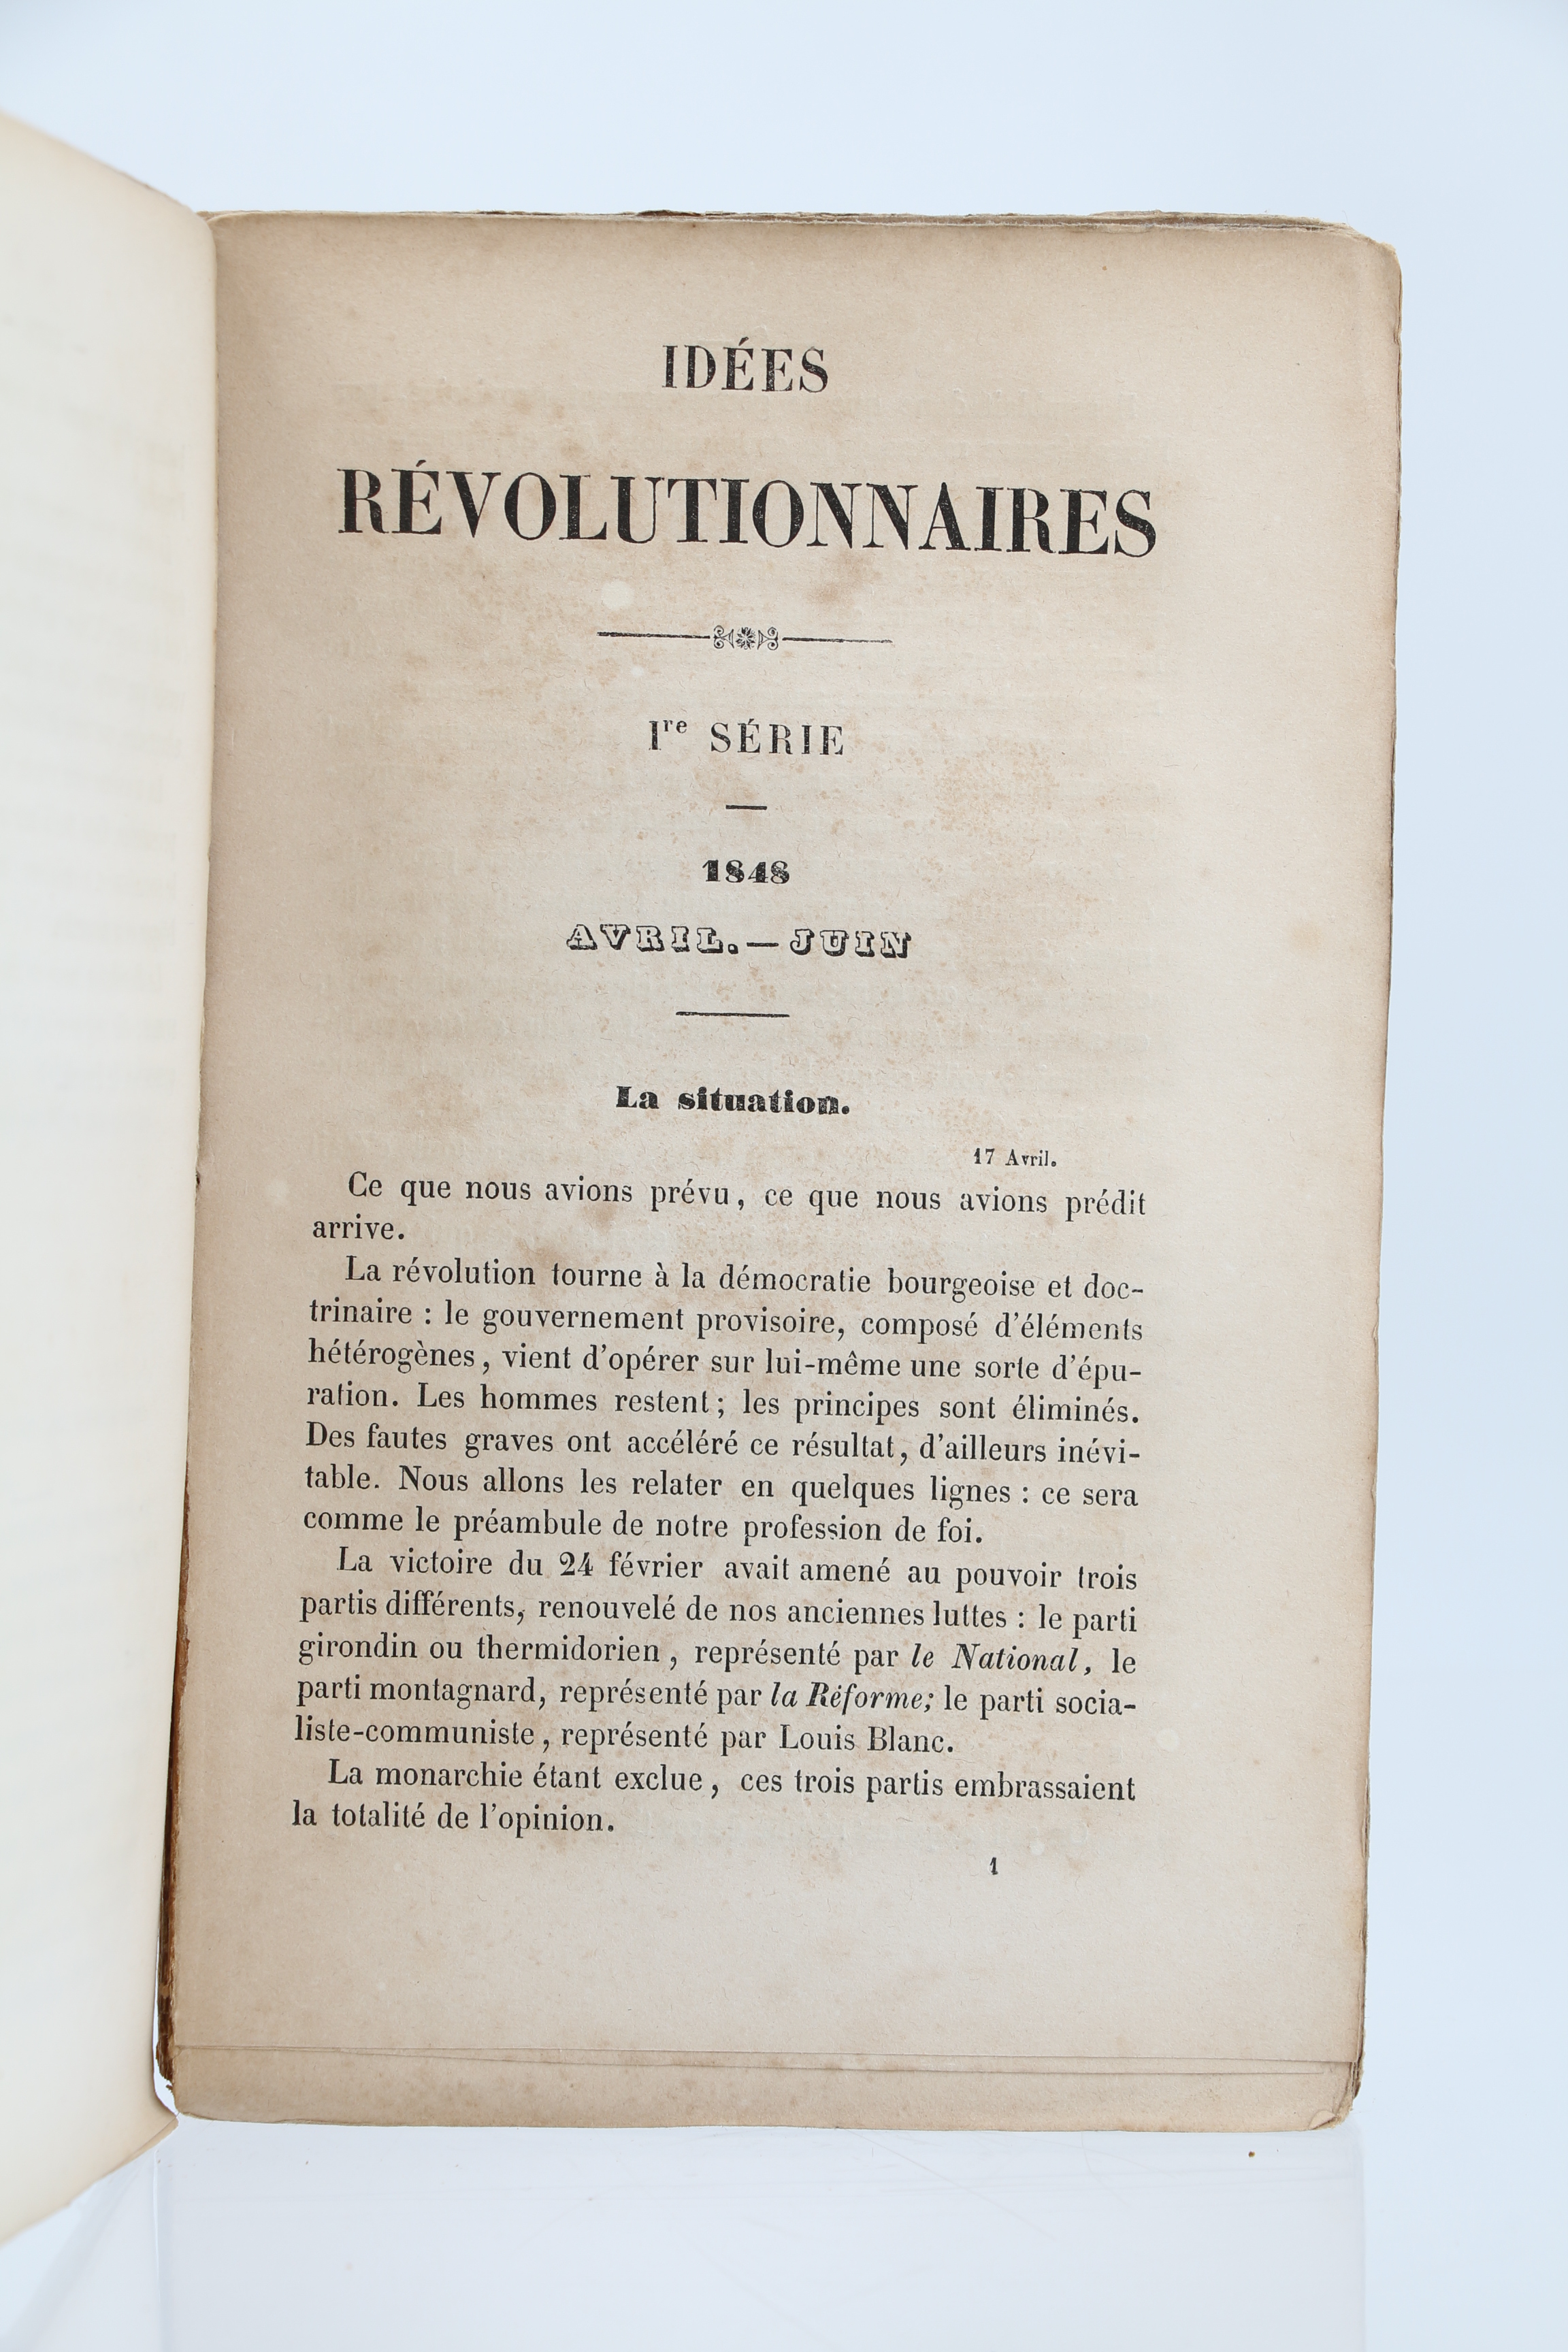 IDÉES
RÉVOLUTIONNAIRES
1re SÉRIE
1848
AVRIL.—JUIN
La situation.
17 Avril.
Ce que nous avions prévu, ce que nous avions prédit
arrive.
La révolution tourne à la démocratie bourgeoise et doc-
trinaire : le gouvernement provisoire, composé d'éléments
hétérogènes, vient d'opérer sur lui-même une sorte d'épu-
ration. Les hommes restent; les principes sont éliminés.
Des fautes graves ont accéléré ce résultat, d'ailleurs inévi-
table. Nous allons les relater en quelques lignes : ce sera
comme le préambule de notre profession de foi.
La victoire du 24 février avait amené au pouvoir trois
partis différents, renouvelé de nos anciennes luttes : le parti
girondin ou thermidorien, représenté par le National, le
parti montagnard, représenté par la Réforme; le parti socia-
liste-communiste, représenté par Louis Blanc.
La monarchie étant exclue, ces trois partis embrassaient
la totalité de l'opinion.
1